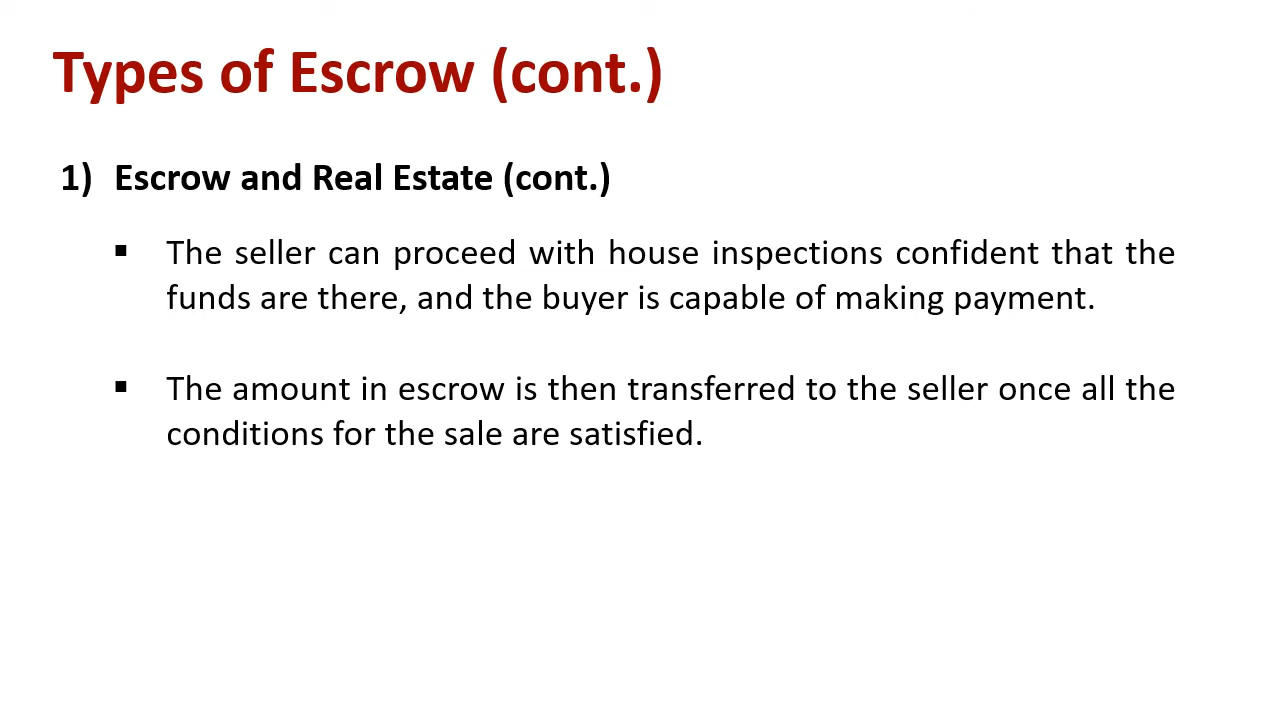 Types of Escrow (cont.)
1) Escrow and Real Estate (cont.)
▪ The seller can proceed with house inspections confident that the
funds are there, and the buyer is capable of making payment.
▪ The amount in escrow is then transferred to the seller once all the
conditions for the sale are satisfied.